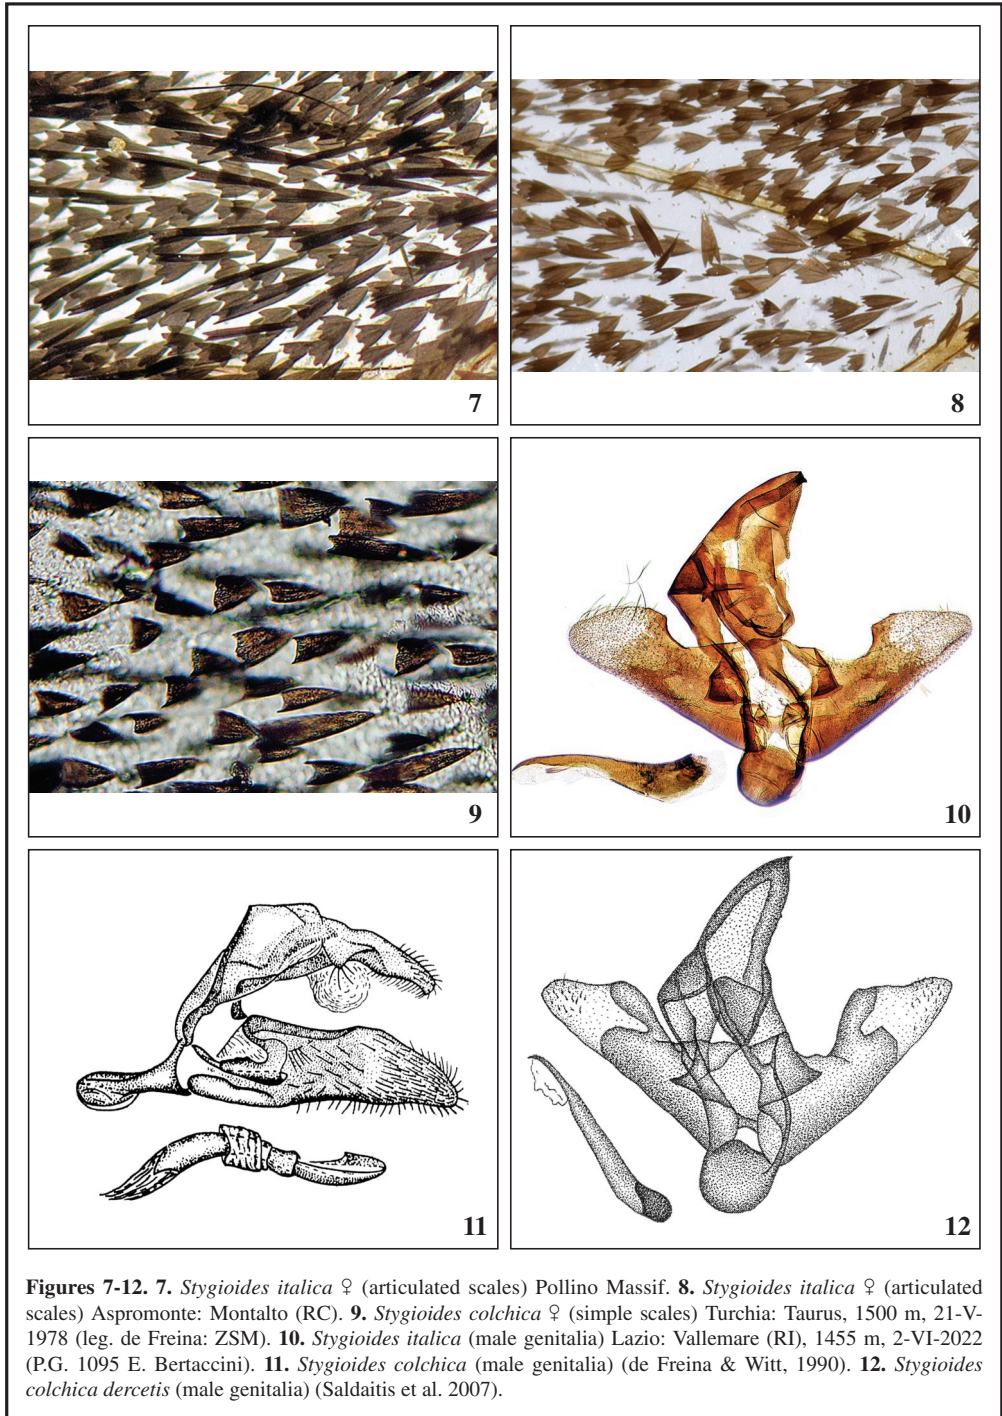 7
8
9
10
11
12
Figures 7-12. 7. Stygioides italica ♀ (articulated scales) Pollino Massif. 8. Stygioides italica ♀ (articulated
scales) Aspromonte: Montalto (RC). 9. Stygioides colchica ♀ (simple scales) Turchia: Taurus, 1500 m, 21-V-
1978 (leg. de Freina: ZSM). 10. Stygioides italica (male genitalia) Lazio: Vallemare (RI), 1455 m, 2-VI-2022
(P.G. 1095 E. Bertaccini). 11. Stygioides colchica (male genitalia) (de Freina & Witt, 1990). 12. Stygioides
colchica dercetis (male genitalia) (Saldaitis et al. 2007).